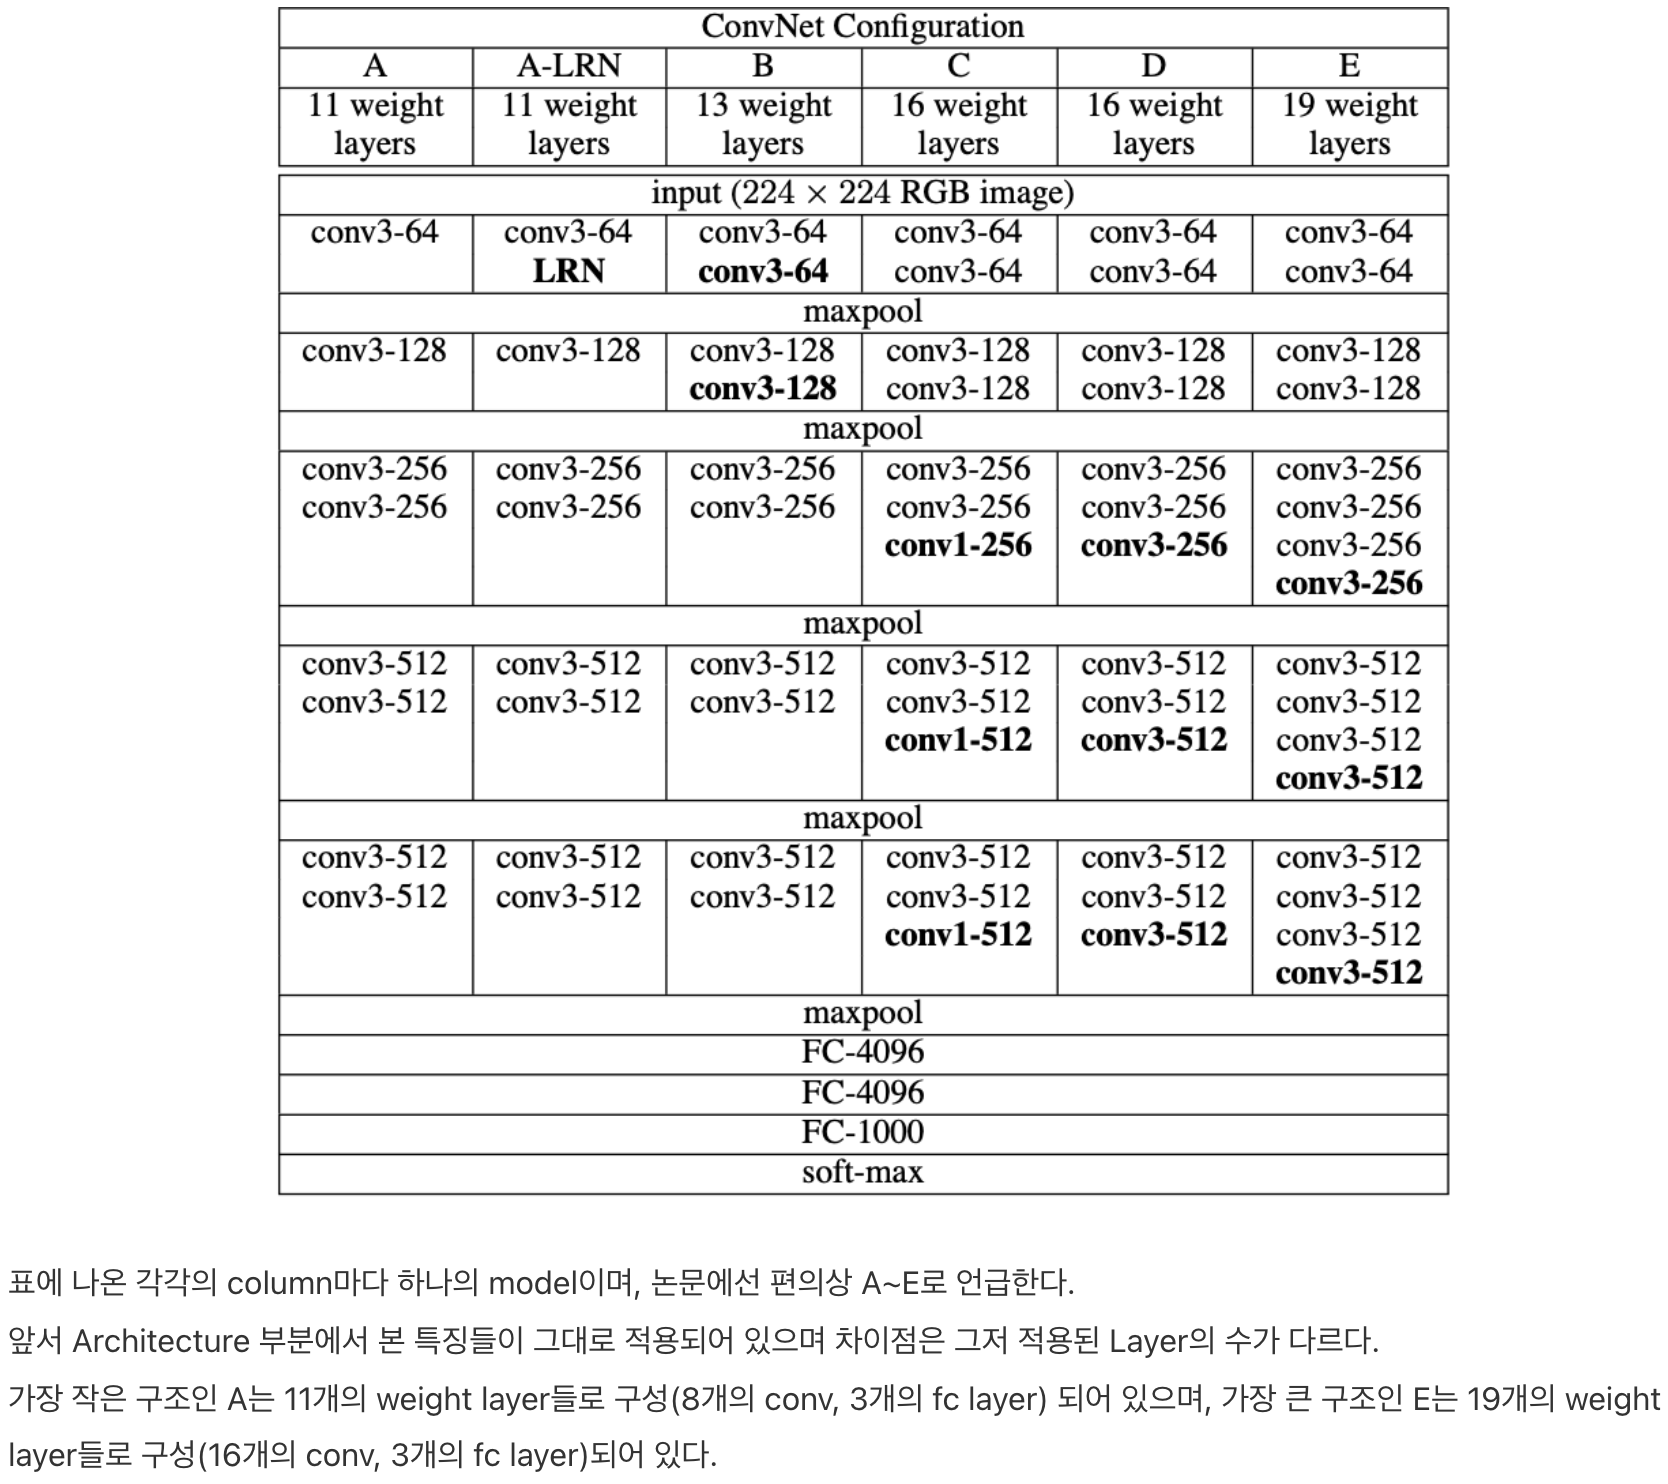 ConvNet Configuration
A A-LRN B C D E
11 weight 11 weight 13 weight 16 weight 16 weight 19 weight
layers layers layers layers layers layers
input (224 × 224 RGB image)
conv3-64 conv3-64 conv3-64 conv3-64 conv3-64 conv3-64
LRN conv3-64 conv3-64 conv3-64 conv3-64
maxpool
conv3-128 conv3-128 conv3-128 conv3-128 conv3-128 conv3-128
conv3-128 conv3-128 conv3-128 conv3-128
maxpool
conv3-256 conv3-256 conv3-256 conv3-256 conv3-256 conv3-256
conv3-256 conv3-256 conv3-256 conv3-256 conv3-256 conv3-256
conv1-256 conv3-256 conv3-256
conv3-256
maxpool
conv3-512 conv3-512 conv3-512 conv3-512 conv3-512 conv3-512
conv3-512 conv3-512 conv3-512 conv3-512 conv3-512 conv3-512
conv1-512 conv3-512 conv3-512
conv3-512
maxpool
conv3-512 conv3-512 conv3-512 conv3-512 conv3-512 conv3-512
conv3-512 conv3-512 conv3-512 conv3-512 conv3-512 conv3-512
conv1-512 conv3-512 conv3-512
conv3-512
maxpool
FC-4096
FC-4096
FC-1000
soft-max
표에 나온 각각의 column마다 하나의 model이며, 논문에선 편의상 A~E로 언급한다.
앞서 Architecture 부분에서 본 특징들이 그대로 적용되어 있으며 차이점은 그저 적용된 Layer의 수가 다르다.
가장 작은 구조인 A는 11개의 weight layer들로 구성(8개의 conv, 3개의 fc layer) 되어 있으며, 가장 큰 구조인 E는 19개의 weight
layer들로 구성(16개의 conv, 3개의 fc layer)되어 있다.